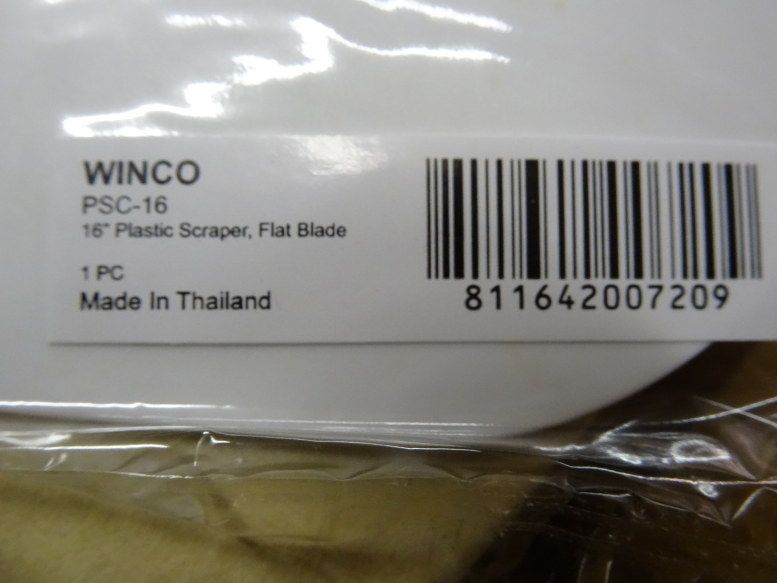 WINCO
PSC-16
16" Plastic Scraper, Flat Blade
1 PC
Made In Thailand
811642007209